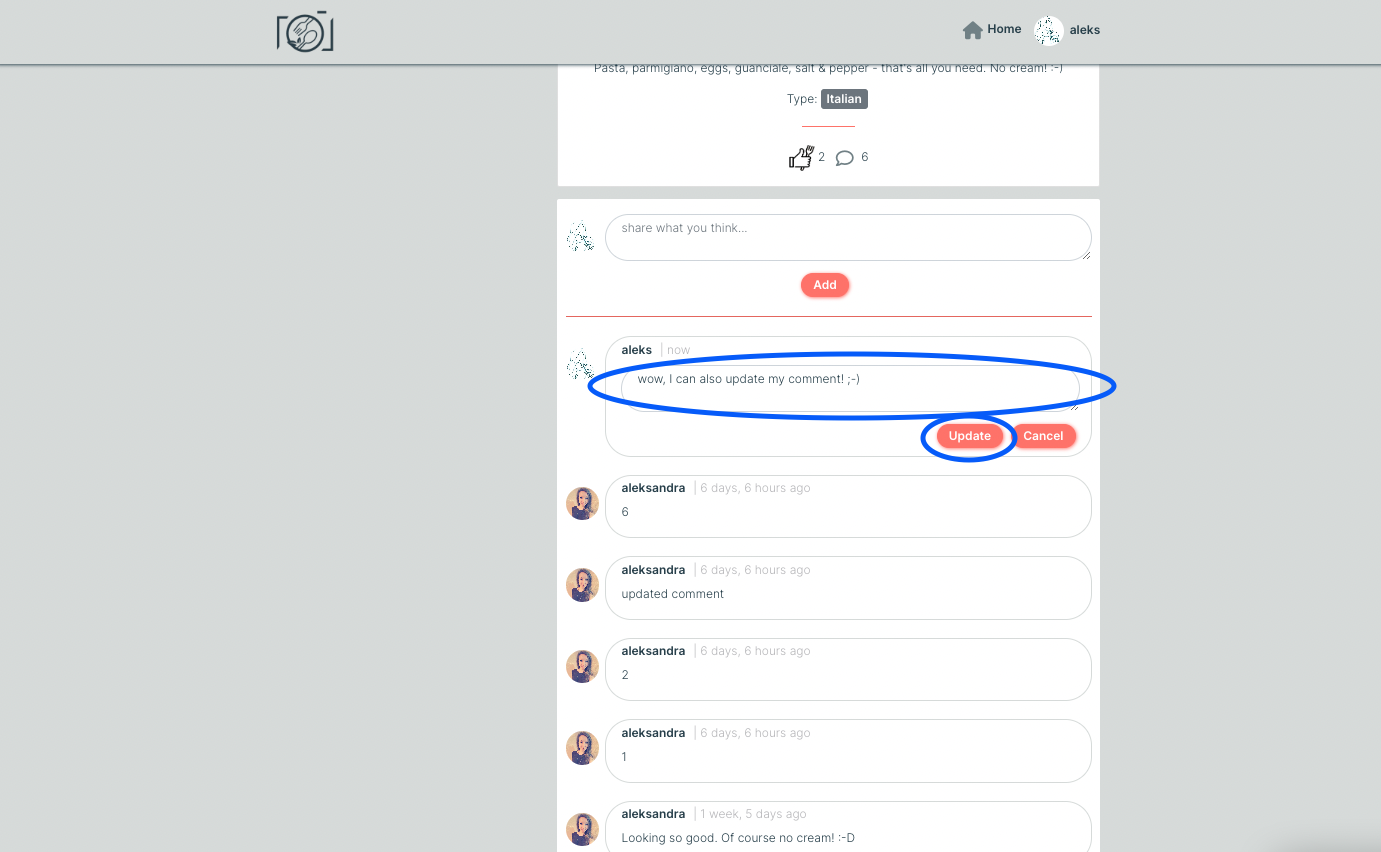 Home aleks
Pasta, parmigiano, eggs, guanciale, salt & pepper - that's all you need. No cream! :-)
Type: Italian
2 6
share what you think...
Add
aleks | now
wow, I can also update my comment! ;-)
Update Cancel
aleksandra | 6 days, 6 hours ago
6
aleksandra | 6 days, 6 hours ago
updated comment
aleksandra | 6 days, 6 hours ago
2
aleksandra | 6 days, 6 hours ago
1
aleksandra | 1 week, 5 days ago
Looking so good. Of course no cream! :-D